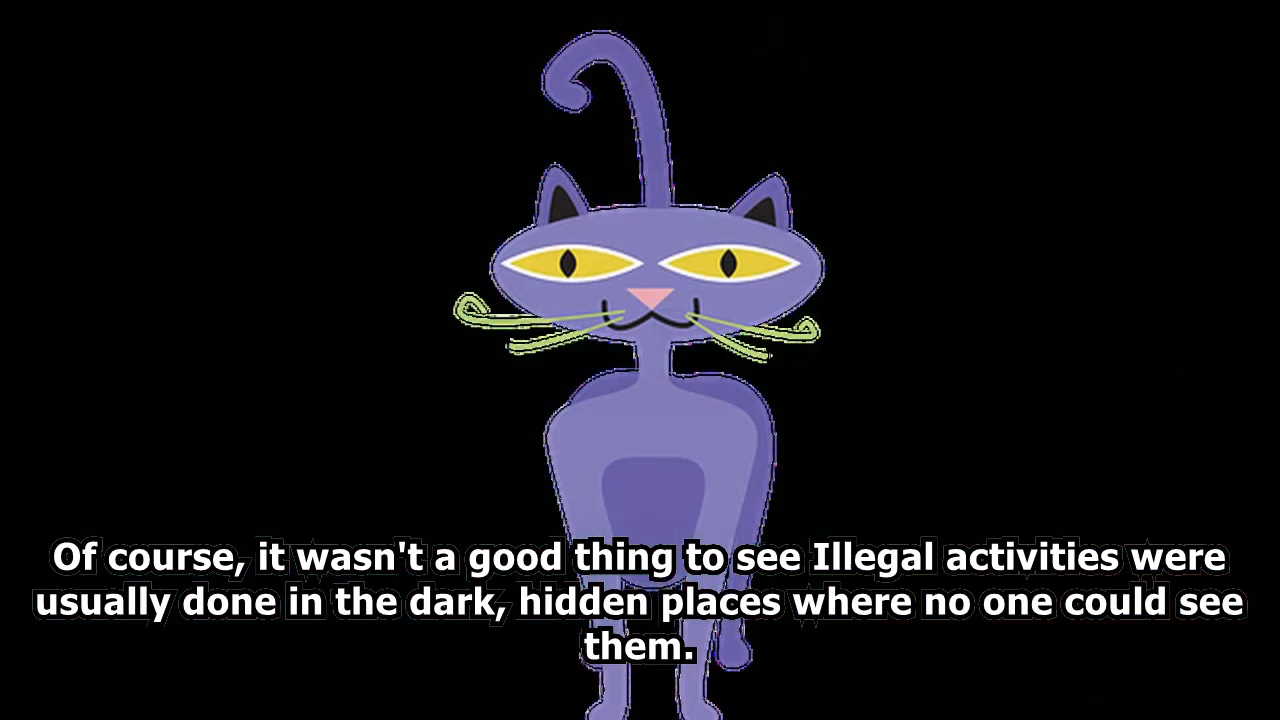 Of course, it wasn't a good thing to see Illegal activities were
usually done in the dark, hidden places where no one could see
them.